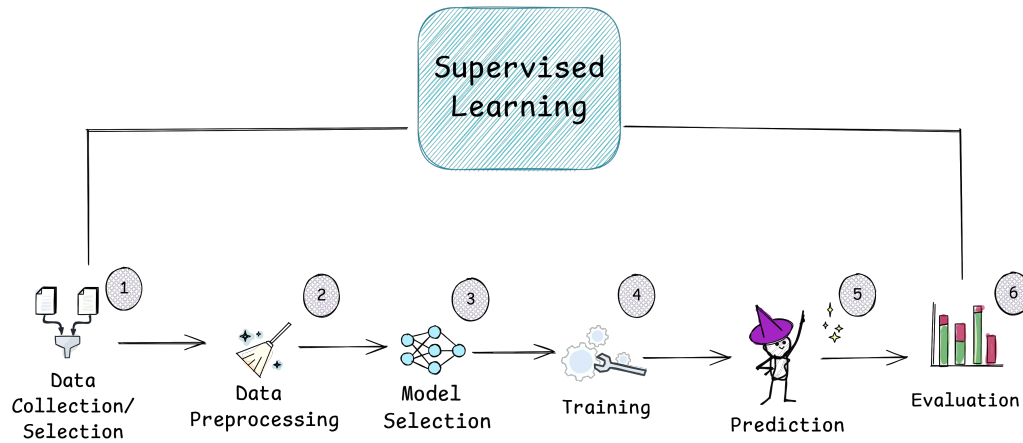 Supervised
Learning
1
2
3
4
5
6
Data
Collection/
Selection
Data
Preprocessing
Model
Selection
Training
Prediction
Evaluation